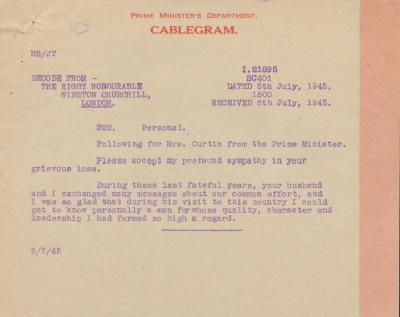 PRIME MINISTER'S DEPARTMENT.
CABLEGRAM.
MS/JT
I.21895
DECODE FROM - BC401
THE RIGHT HONOURABLE DATED 5th July, 1945.
WINSTON CHURCHILL, 1800
LONDON. RECEIVED 6th July, 1945.
222. Personal.
Following for Mrs. Curtin from the Prime Minister.
Please accept my profound sympathy in your
grievous loss.
During these last fateful years, your husband
and I exchanged many messages about our common effort, and
I was so glad that during his visit to this country I could
get to know personally a man forwhose quality, character and
leadership I had formed so high a regard.
6/7/45